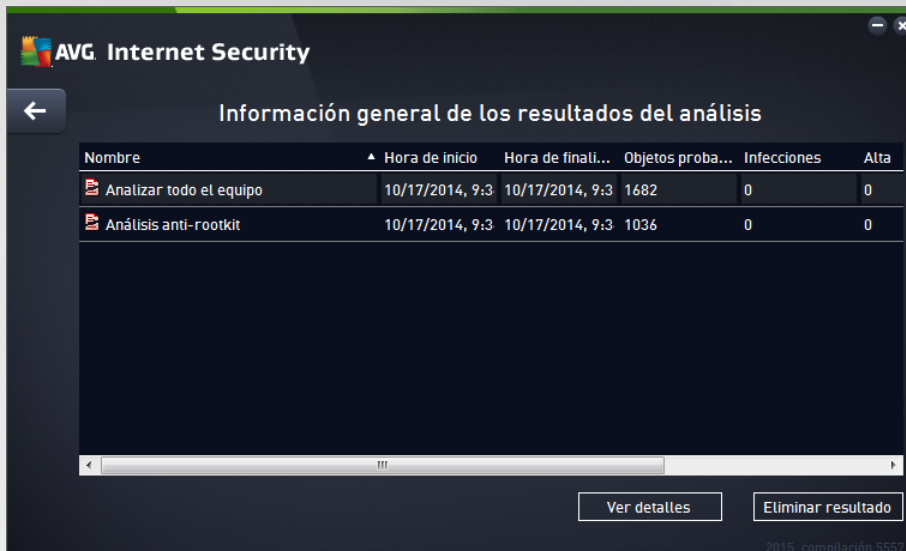 AVG Internet Security
Información general de los resultados del análisis
Nombre Hora de inicio Hora de finali... Objetos proba... Infecciones Alta
Analizar todo el equipo 10/17/2014, 9:3 10/17/2014, 9:3 1682 0 0
Análisis anti-rootkit 10/17/2014, 9:3 10/17/2014, 9:3 1036 0 0
Ver detalles Eliminar resultado
2015, compilación 5557